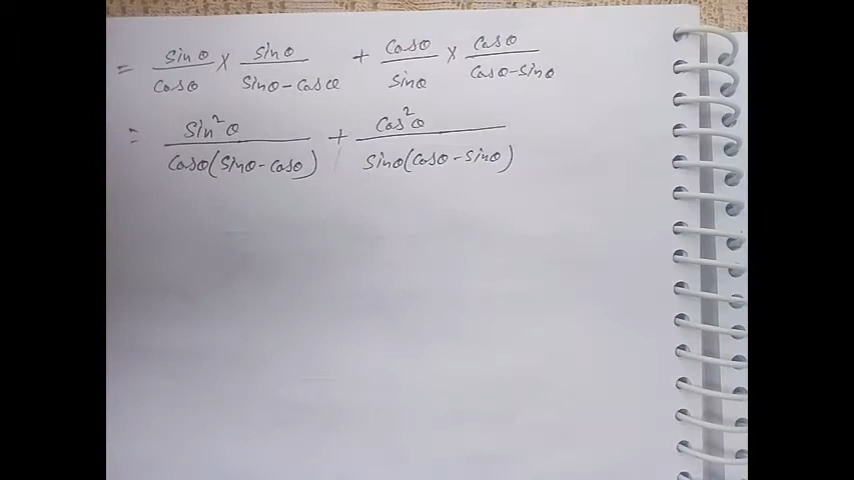 = sinθ/cosθ × sinθ/sinθ-cosθ + cosθ/sinθ × cosθ/cosθ-sinθ
= sin²θ/cosθ(sinθ-cosθ) + cos²θ/sinθ(cosθ-sinθ)